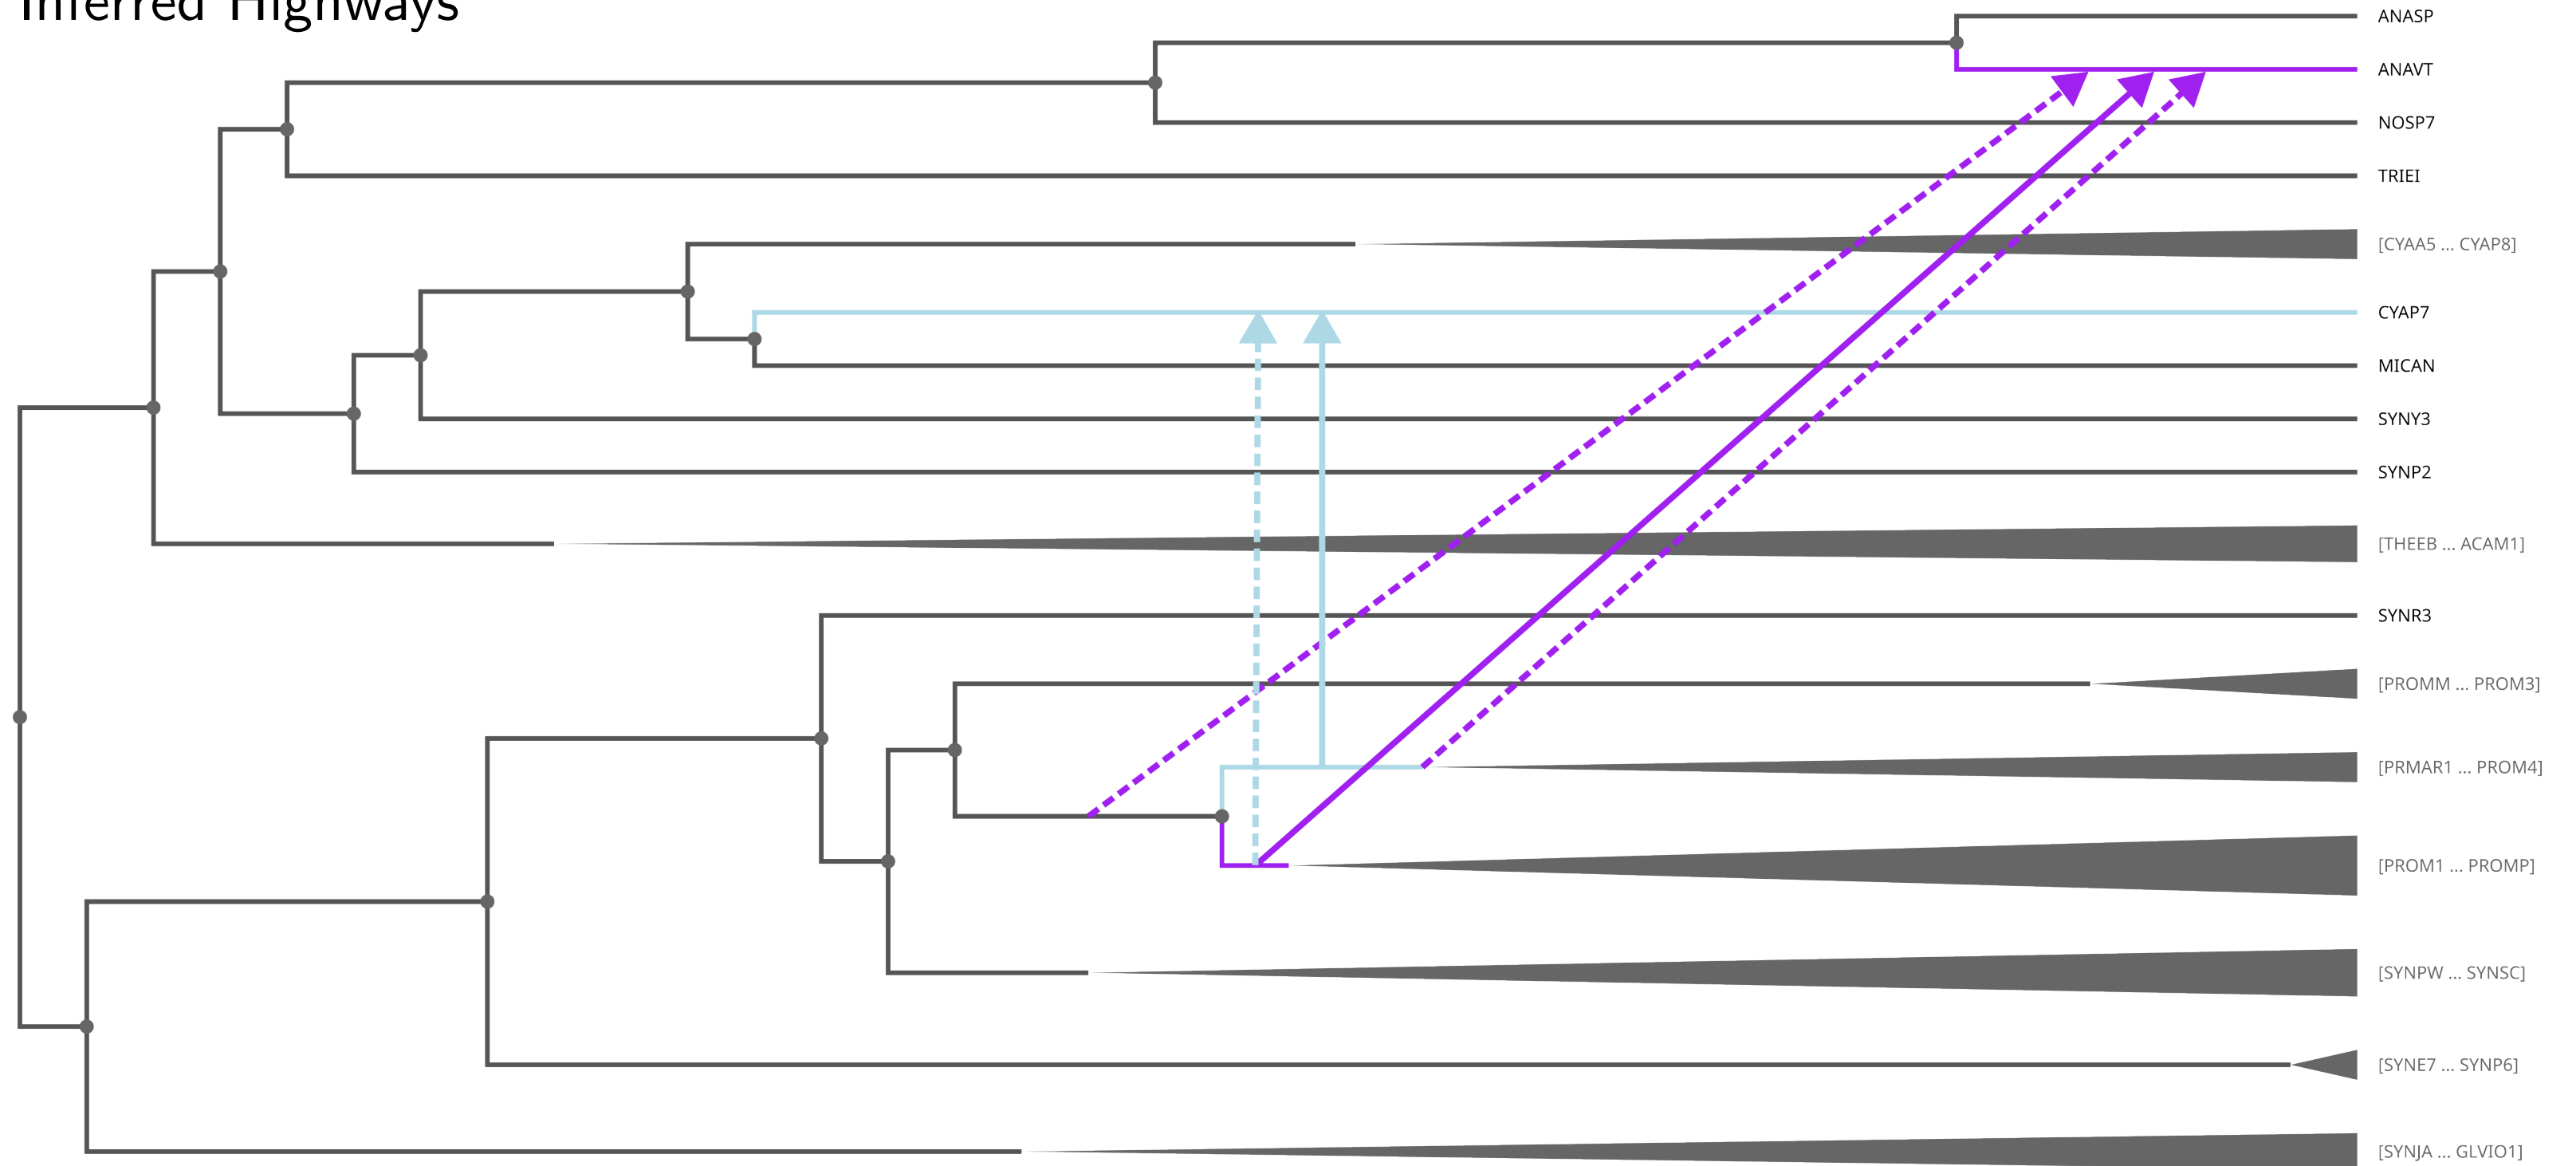 Inferred Highways
ANASP
ANAVT
NOSP7
TRIEI
[CYAA5 ... CYAP8]
CYAP7
MICAN
SYNY3
SYNP2
[THEEB ... ACAM1]
SYNR3
[PROMM ... PROM3]
[PRMAR1 ... PROM4]
[PROM1 ... PROMP]
[SYNPW ... SYNSC]
[SYNE7 ... SYNP6]
[SYNJA ... GLVIO1]